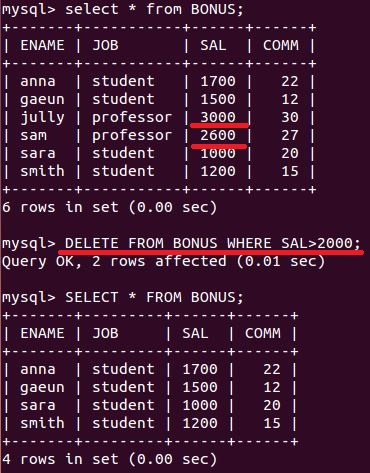 mysql> select * from BONUS;
+-------+-----------+------+------+
| ENAME | JOB       | SAL  | COMM |
+-------+-----------+------+------+
| anna  | student   | 1700 |   22 |
| gaeun | student   | 1500 |   12 |
| jully | professor | 3000 |   30 |
| sam   | professor | 2600 |   27 |
| sara  | student   | 1000 |   20 |
| smith | student   | 1200 |   15 |
+-------+-----------+------+------+
6 rows in set (0.00 sec)
mysql> DELETE FROM BONUS WHERE SAL>2000;
Query OK, 2 rows affected (0.01 sec)
mysql> SELECT * FROM BONUS;
+-------+---------+------+------+
| ENAME | JOB     | SAL  | COMM |
+-------+---------+------+------+
| anna  | student | 1700 |   22 |
| gaeun | student | 1500 |   12 |
| sara  | student | 1000 |   20 |
| smith | student | 1200 |   15 |
+-------+---------+------+------+
4 rows in set (0.00 sec)